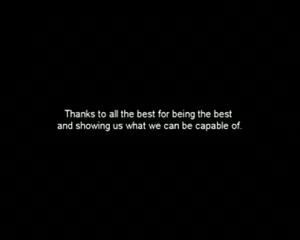 Thanks to all the best for being the best
and showing us what we can be capable of.